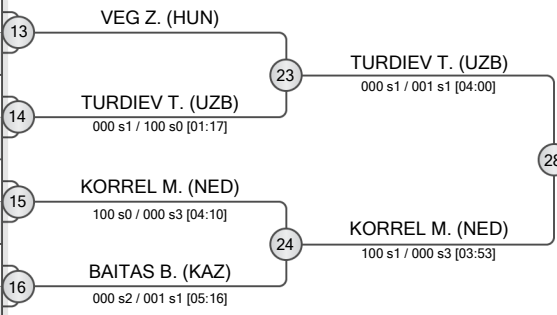 VEG Z. (HUN)
13
23
TURDIEV T. (UZB)
000 s1 / 001 s1 [04:00]
TURDIEV T. (UZB)
14
000 s1 / 100 s0 [01:17]
28
KORREL M. (NED)
15
100 s0 / 000 s3 [04:10]
KORREL M. (NED)
24
100 s1 / 000 s3 [03:53]
BAITAS B. (KAZ)
16
000 s2 / 001 s1 [05:16]